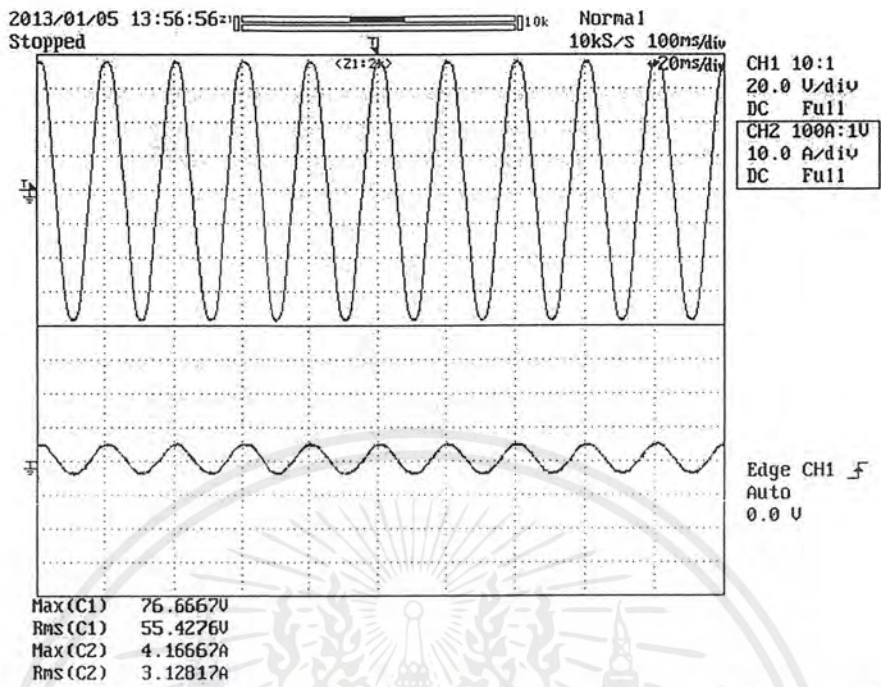 2013/01/05 13:56:56 Z1 10k Normal
Stopped 10kS/s 100ms/div
<Z1:2k> 20ms/div
CH1 10:1
20.0 V/div
DC Full
CH2 100A:1V
10.0 A/div
DC Full
Edge CH1
Auto
0.0 V
Max(C1) 76.6667V
Rms(C1) 55.4276V
Max(C2) 4.16667A
Rms(C2) 3.12817A